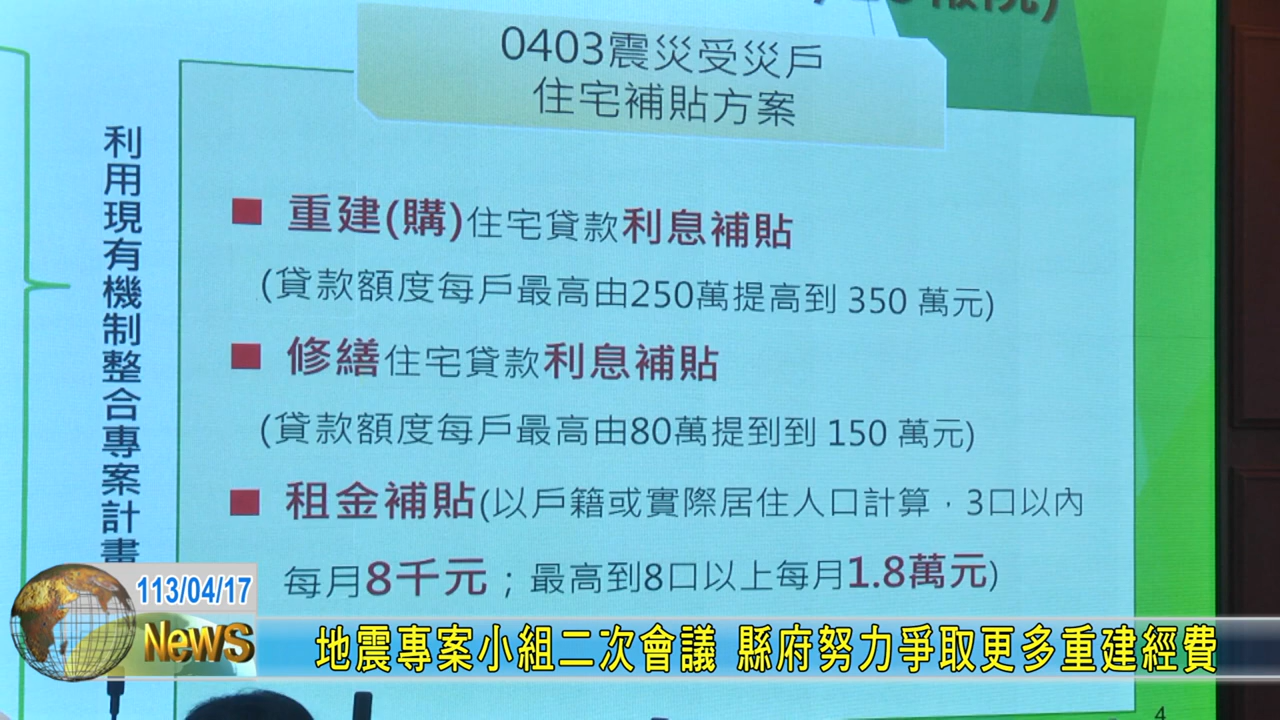 院)
0403震災受災戶
住宅補貼方案
利用現有機制整合專案計畫
■ 重建(購)住宅貸款利息補貼
(貸款額度每戶最高由250萬提高到 350 萬元)
■ 修繕住宅貸款利息補貼
(貸款額度每戶最高由80萬提到到 150 萬元)
■ 租金補貼(以戶籍或實際居住人口計算，3口以內
每月8千元；最高到8口以上每月1.8萬元)
113/04/17
News
地震專案小組二次會議 縣府努力爭取更多重建經費
4